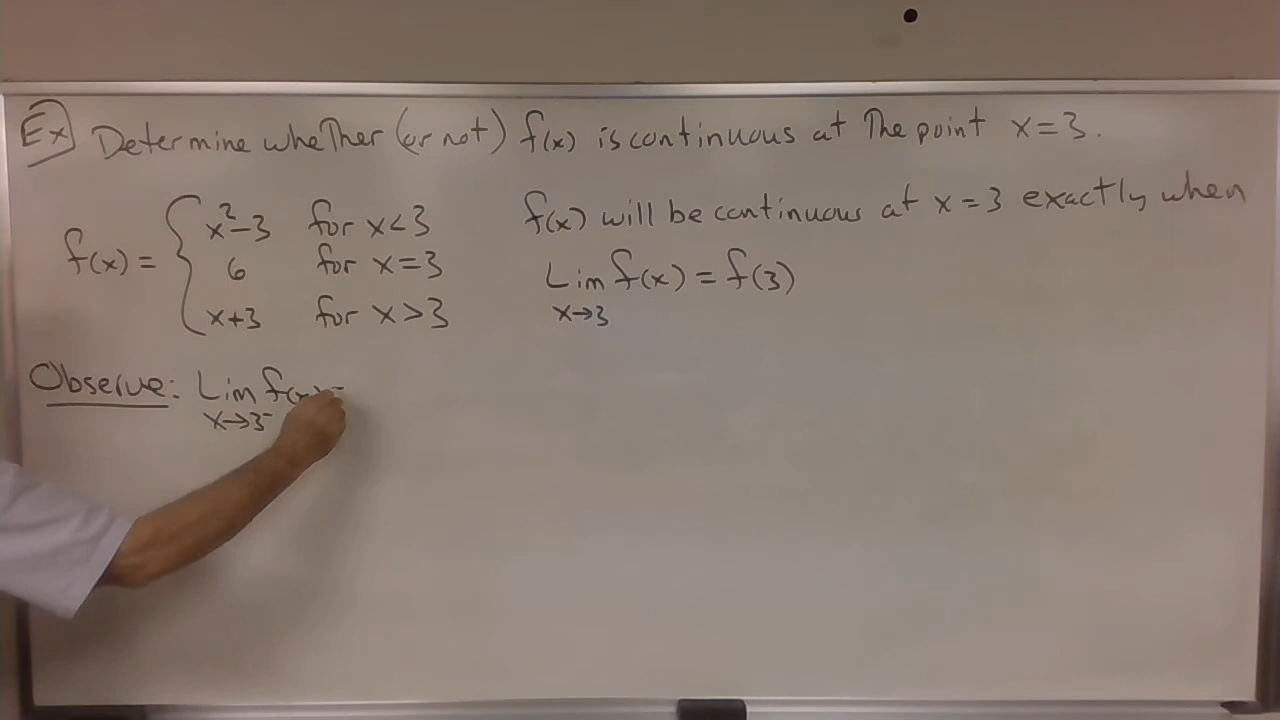 Ex Determine whether (or not) f(x) is continuous at the point x=3.
f(x) = { x²-3 for x<3
6 for x=3
x+3 for x>3
f(x) will be continuous at x=3 exactly when
Lim f(x) = f(3)
x→3
Observe: Lim f(x)=
x→3⁻